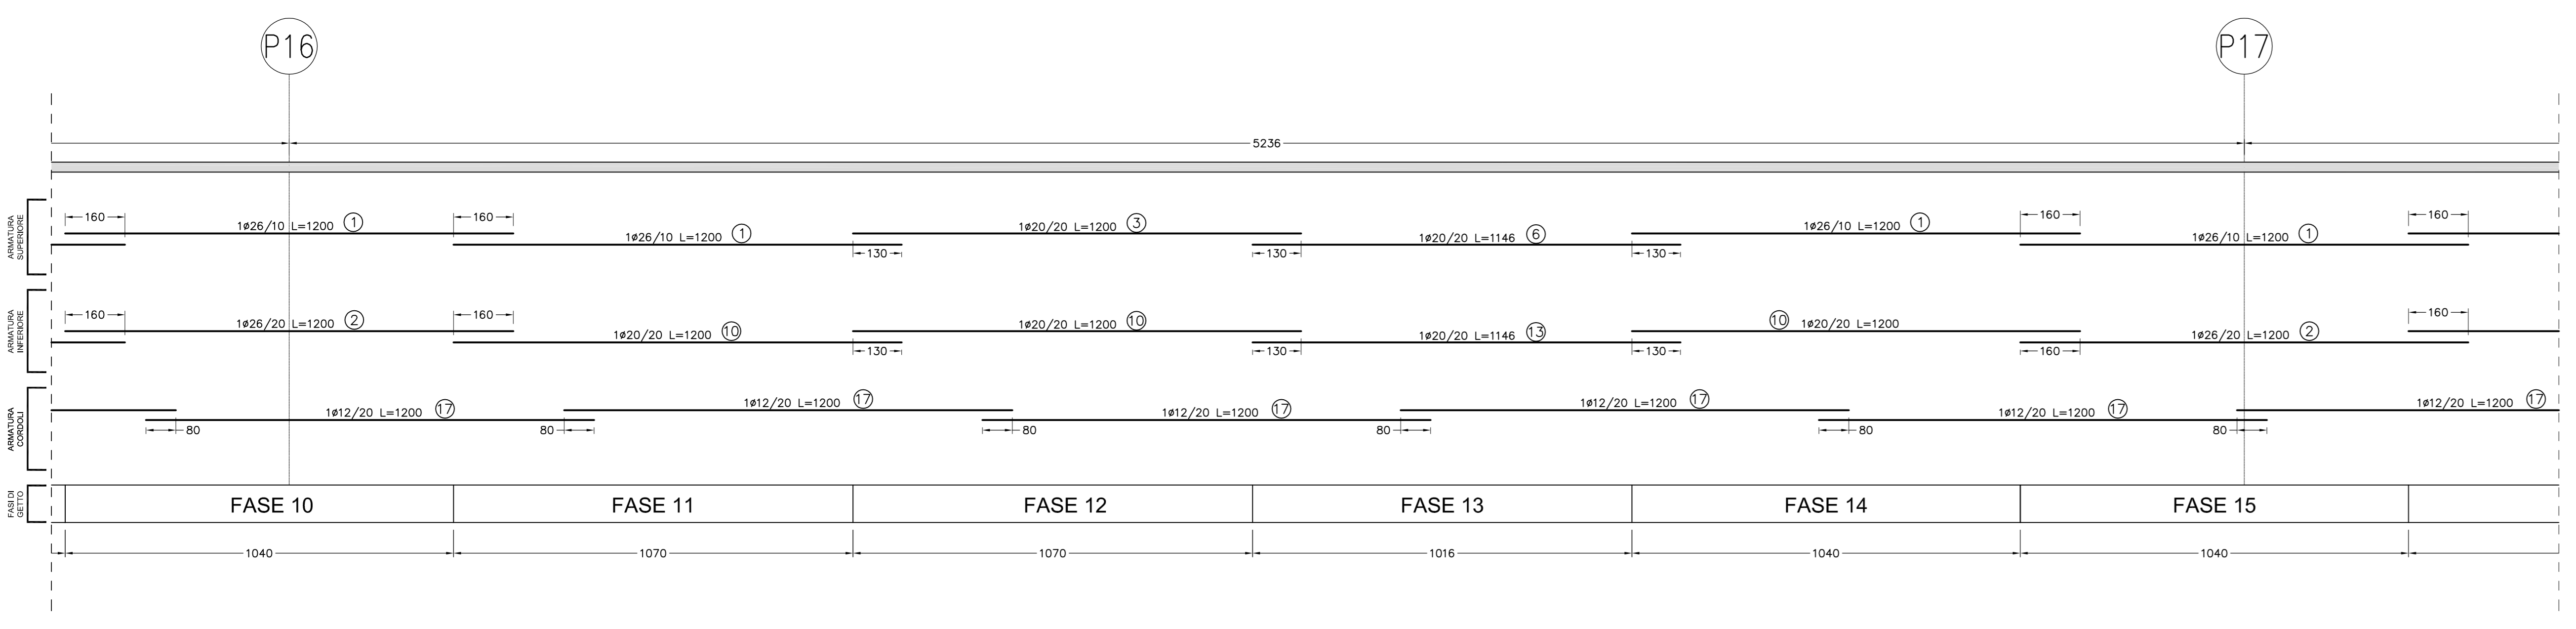 P16
P17
5236
ARMATURA
SUPERIORE
160
1ø26/10 L=1200 1
160
1ø26/10 L=1200 1
1ø20/20 L=1200 3
130
130
1ø20/20 L=1146 6
130
1ø26/10 L=1200 1
160
1ø26/10 L=1200 1
160
ARMATURA
INFERIORE
160
1ø26/20 L=1200 2
160
1ø20/20 L=1200 10
1ø20/20 L=1200 10
130
130
1ø20/20 L=1146 13
130
10 1ø20/20 L=1200
160
1ø26/20 L=1200 2
160
ARMATURA
CORDOLI
80
1ø12/20 L=1200 17
80
1ø12/20 L=1200 17
80
1ø12/20 L=1200 17
80
1ø12/20 L=1200 17
80
1ø12/20 L=1200 17
80
1ø12/20 L=1200 17
FASI DI
GETTO
FASE 10
FASE 11
FASE 12
FASE 13
FASE 14
FASE 15
1040
1070
1070
1016
1040
1040